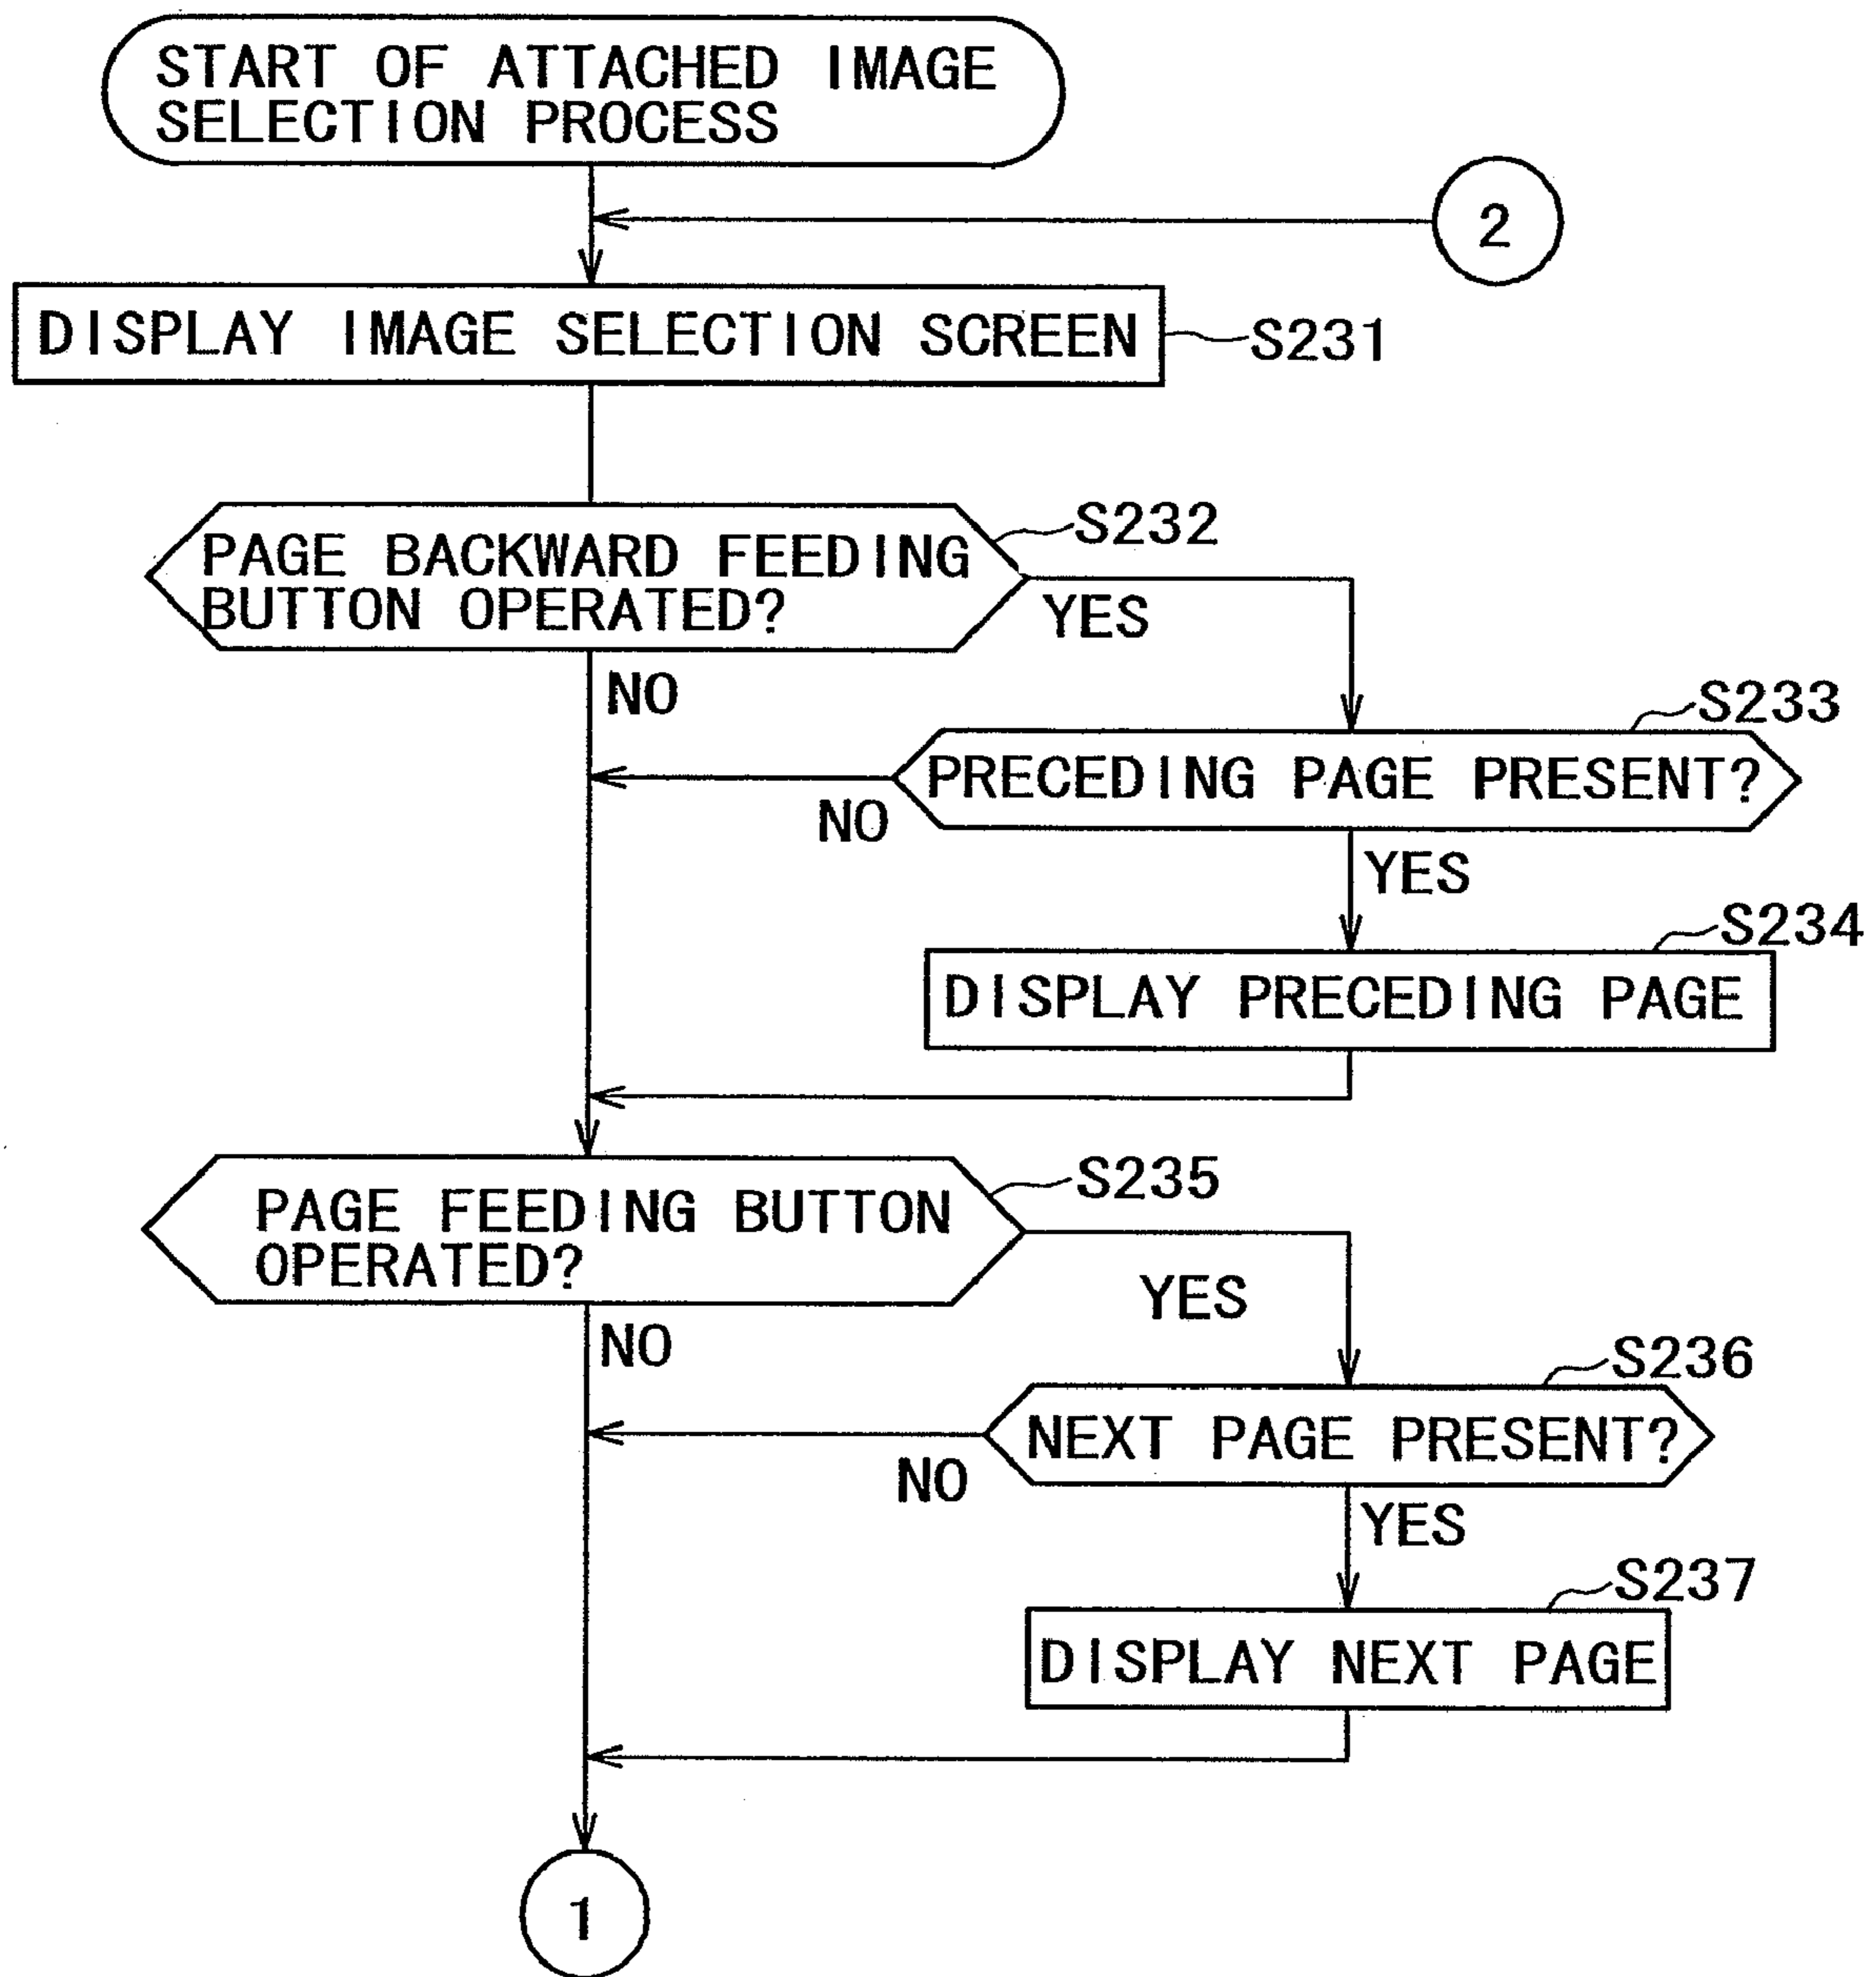 START OF ATTACHED IMAGE
SELECTION PROCESS
2
DISPLAY IMAGE SELECTION SCREEN
S231
S232
PAGE BACKWARD FEEDING
BUTTON OPERATED?
YES
NO
S233
PRECEDING PAGE PRESENT?
NO
YES
S234
DISPLAY PRECEDING PAGE
S235
PAGE FEEDING BUTTON
OPERATED?
YES
NO
S236
NEXT PAGE PRESENT?
NO
YES
S237
DISPLAY NEXT PAGE
1